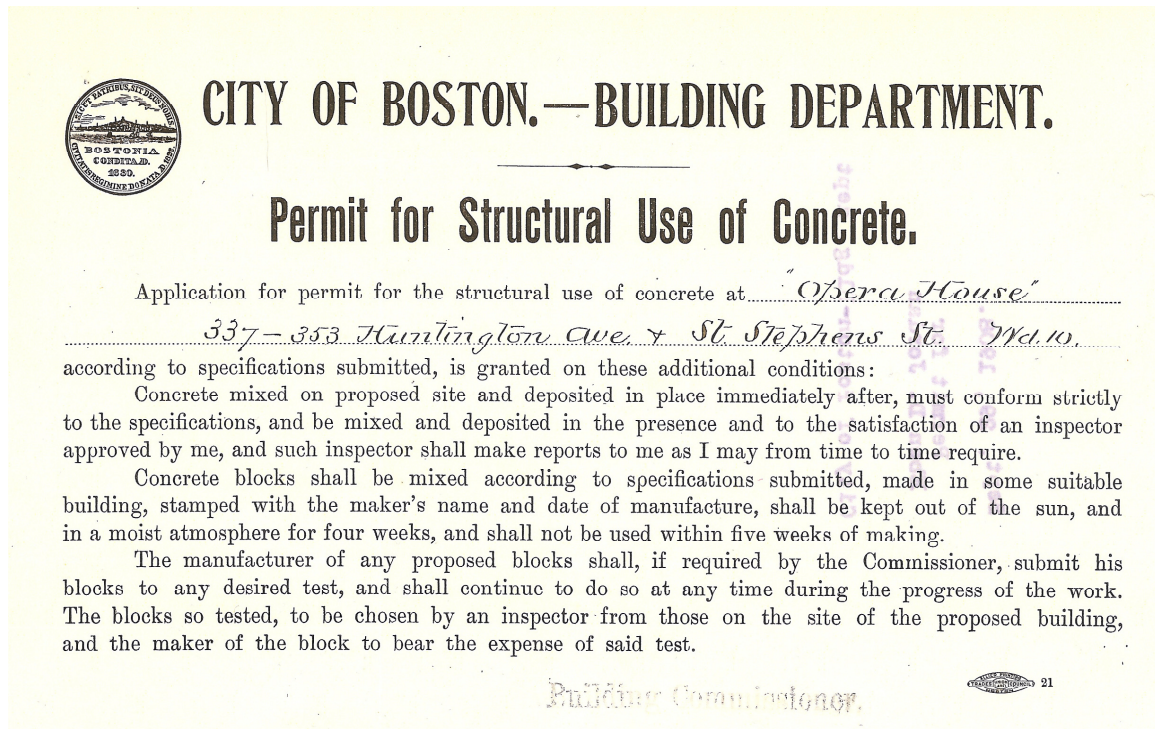 SICUT PATRIBUS, SIT DEUS NOBIS
BOSTONIA
CONDITA A.D.
1630.
CIVITATIS REGIMINE DONATA A.D. 1822.
CITY OF BOSTON.—BUILDING DEPARTMENT.
Permit for Structural Use of Concrete.
Application for permit for the structural use of concrete at "Opera House"
337–353 Huntington Ave. & St. Stephens St. Wd. 10.
according to specifications submitted, is granted on these additional conditions:
Concrete mixed on proposed site and deposited in place immediately after, must conform strictly
to the specifications, and be mixed and deposited in the presence and to the satisfaction of an inspector
approved by me, and such inspector shall make reports to me as I may from time to time require.
Concrete blocks shall be mixed according to specifications submitted, made in some suitable
building, stamped with the maker's name and date of manufacture, shall be kept out of the sun, and
in a moist atmosphere for four weeks, and shall not be used within five weeks of making.
The manufacturer of any proposed blocks shall, if required by the Commissioner, submit his
blocks to any desired test, and shall continue to do so at any time during the progress of the work.
The blocks so tested, to be chosen by an inspector from those on the site of the proposed building,
and the maker of the block to bear the expense of said test.
Building Commissioner.
21